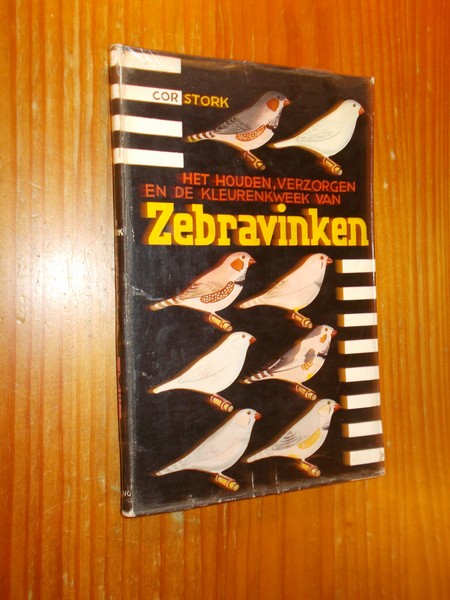 COR STORK
HET HOUDEN, VERZORGEN
EN DE KLEURENKWEEK VAN
Zebravinken